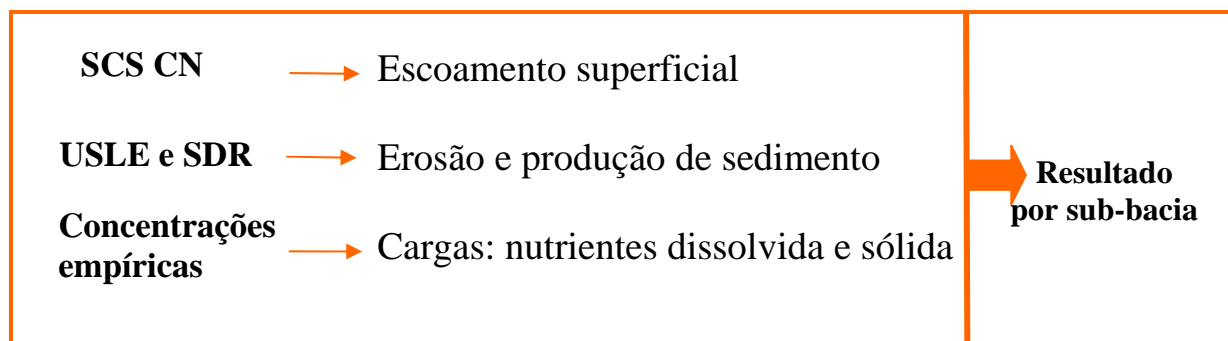 SCS CN
Escoamento superficial
USLE e SDR
Erosão e produção de sedimento
Concentrações
empíricas
Cargas: nutrientes dissolvida e sólida
Resultado
por sub-bacia